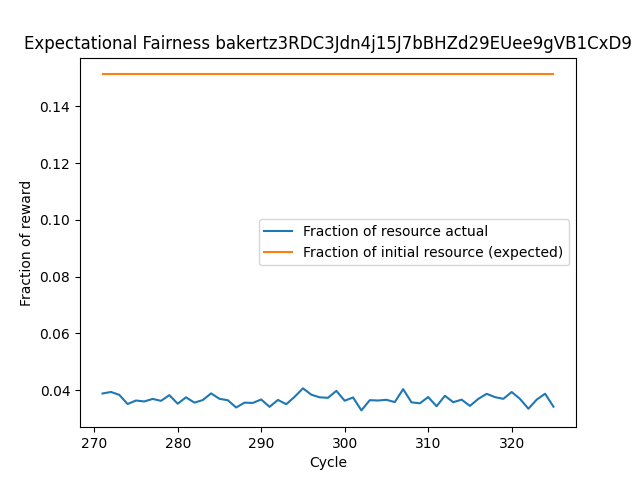 Expectational Fairness bakertz3RDC3Jdn4j15J7bBHZd29EUee9gVB1CxD9
0.14
0.12
0.10
0.08
0.06
0.04
Fraction of reward
Fraction of resource actual
Fraction of initial resource (expected)
270 280 290 300 310 320
Cycle